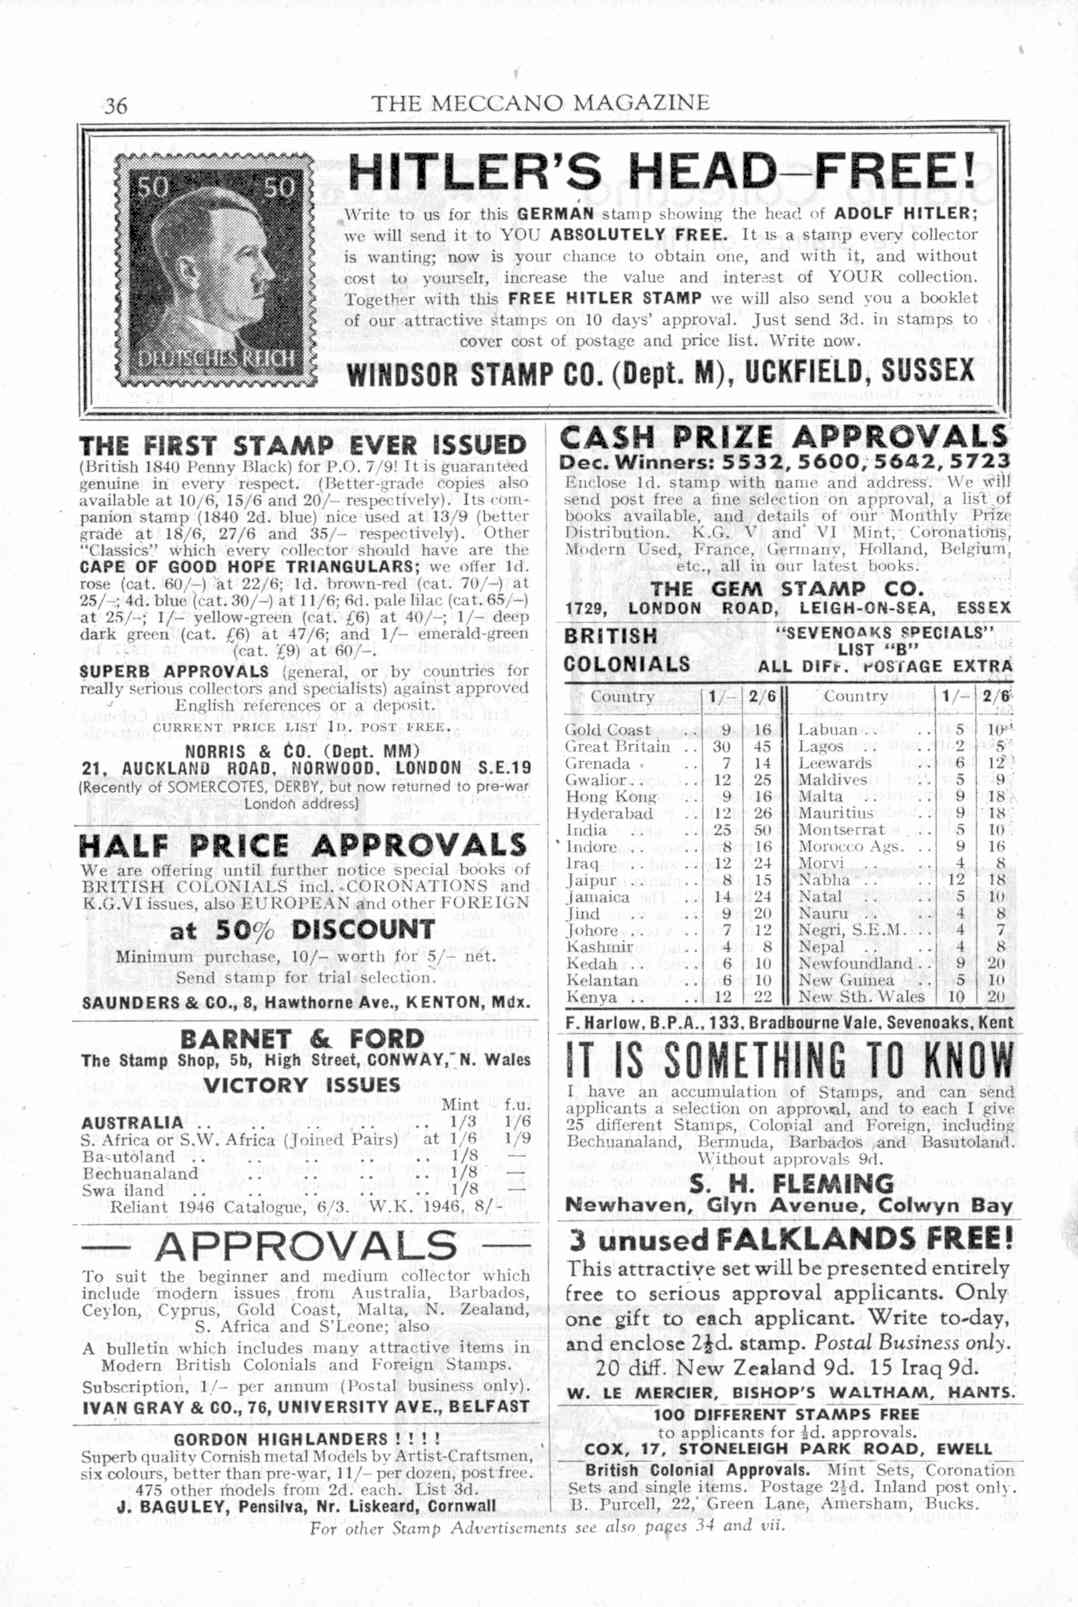 36
THE MECCANO MAGAZINE
50 50
DEUTSCHES REICH
HITLER'S HEAD—FREE!
Write to us for this GERMAN stamp showing the head of ADOLF HITLER;
we will send it to YOU ABSOLUTELY FREE. It is a stamp every collector
is wanting; now is your chance to obtain one, and with it, and without
cost to yourself, increase the value and interest of YOUR collection.
Together with this FREE HITLER STAMP we will also send you a booklet
of our attractive stamps on 10 days' approval. Just send 3d. in stamps to
cover cost of postage and price list. Write now.
WINDSOR STAMP CO. (Dept. M), UCKFIELD, SUSSEX
THE FIRST STAMP EVER ISSUED
(British 1840 Penny Black) for P.O. 7/9! It is guaranteed
genuine in every respect. (Better-grade copies also
available at 10/6, 15/6 and 20/– respectively). Its com-
panion stamp (1840 2d. blue) nice used at 13/9 (better
grade at 18/6, 27/6 and 35/– respectively). Other
"Classics" which every collector should have are the
CAPE OF GOOD HOPE TRIANGULARS; we offer 1d.
rose (cat. 60/–) at 22/6; 1d. brown-red (cat. 70/–) at
25/–; 4d. blue (cat. 30/–) at 11/6; 6d. pale lilac (cat. 65/–)
at 25/–; 1/– yellow-green (cat. £6) at 40/–; 1/– deep
dark green (cat. £6) at 47/6; and 1/– emerald-green
(cat. £9) at 60/–.
SUPERB APPROVALS (general, or by countries for
really serious collectors and specialists) against approved
English references or a deposit.
CURRENT PRICE LIST 1D. POST FREE.
NORRIS & CO. (Dept. MM)
21, AUCKLAND ROAD, NORWOOD, LONDON S.E.19
(Recently of SOMERCOTES, DERBY, but now returned to pre-war
London address)
HALF PRICE APPROVALS
We are offering until further notice special books of
BRITISH COLONIALS incl. CORONATIONS and
K.G.VI issues, also EUROPEAN and other FOREIGN
at 50% DISCOUNT
Minimum purchase, 10/– worth for 5/– net.
Send stamp for trial selection.
SAUNDERS & CO., 8, Hawthorne Ave., KENTON, Mdx.
BARNET & FORD
The Stamp Shop, 5b, High Street, CONWAY, N. Wales
VICTORY ISSUES
Mint f.u.
AUSTRALIA .. .. .. .. .. 1/3 1/6
S. Africa or S.W. Africa (Joined Pairs) at 1/6 1/9
Basutoland .. .. .. .. .. 1/8 —
Bechuanaland .. .. .. .. 1/8 —
Swa iland .. .. .. .. .. 1/8 —
Reliant 1946 Catalogue, 6/3. W.K. 1946, 8/-
— APPROVALS —
To suit the beginner and medium collector which
include modern issues from Australia, Barbados,
Ceylon, Cyprus, Gold Coast, Malta, N. Zealand,
S. Africa and S'Leone; also
A bulletin which includes many attractive items in
Modern British Colonials and Foreign Stamps.
Subscription, 1/– per annum (Postal business only).
IVAN GRAY & CO., 76, UNIVERSITY AVE., BELFAST
GORDON HIGHLANDERS ! ! ! !
Superb quality Cornish metal Models by Artist-Craftsmen,
six colours, better than pre-war, 11/– per dozen, post free.
475 other models from 2d. each. List 3d.
J. BAGULEY, Pensilva, Nr. Liskeard, Cornwall
CASH PRIZE APPROVALS
Dec. Winners: 5532, 5600, 5642, 5723
Enclose 1d. stamp with name and address. We will
send post free a fine selection on approval, a list of
books available, and details of our Monthly Prize
Distribution. K.G. V and VI Mint, Coronations,
Modern Used, France, Germany, Holland, Belgium,
etc., all in our latest books.
THE GEM STAMP CO.
1729, LONDON ROAD, LEIGH-ON-SEA, ESSEX
BRITISH COLONIALS
"SEVENOAKS SPECIALS"
LIST "B"
ALL DIFF. POSTAGE EXTRA
Country 1/– 2/6 Country 1/– 2/6
Gold Coast .. 9 16 Labuan .. .. 5 10
Great Britain .. 30 45 Lagos .. .. 2 5
Grenada .. 7 14 Leewards .. 6 12
Gwalior .. .. 12 25 Maldives .. 5 9
Hong Kong .. 9 16 Malta .. .. 9 18
Hyderabad .. 12 26 Mauritius .. 9 18
India .. .. 25 50 Montserrat .. 5 10
Indore .. .. 8 16 Morocco Ags. .. 9 16
Iraq .. .. 12 24 Morvi .. .. 4 8
Jaipur .. .. 8 15 Nabha .. .. 12 18
Jamaica .. 14 24 Natal .. .. 5 10
Jind .. .. 9 20 Nauru .. .. 4 8
Johore .. .. 7 12 Negri, S.E.M. .. 4 7
Kashmir .. 4 8 Nepal .. .. 4 8
Kedah .. .. 6 10 Newfoundland .. 9 20
Kelantan .. 6 10 New Guinea .. 5 10
Kenya .. .. 12 22 New Sth. Wales 10 20
F. Harlow, B.P.A., 133, Bradbourne Vale, Sevenoaks, Kent
IT IS SOMETHING TO KNOW
I have an accumulation of Stamps, and can send
applicants a selection on approval, and to each I give
25 different Stamps, Colonial and Foreign, including
Bechuanaland, Bermuda, Barbados and Basutoland.
Without approvals 9d.
S. H. FLEMING
Newhaven, Glyn Avenue, Colwyn Bay
3 unused FALKLANDS FREE!
This attractive set will be presented entirely
free to serious approval applicants. Only
one gift to each applicant. Write to-day,
and enclose 2½d. stamp. Postal Business only.
20 diff. New Zealand 9d. 15 Iraq 9d.
W. LE MERCIER, BISHOP'S WALTHAM, HANTS.
100 DIFFERENT STAMPS FREE
to applicants for ½d. approvals.
COX, 17, STONELEIGH PARK ROAD, EWELL
British Colonial Approvals. Mint Sets, Coronation
Sets and single items. Postage 2½d. Inland post only.
B. Purcell, 22, Green Lane, Amersham, Bucks.
For other Stamp Advertisements see also pages 34 and vii.